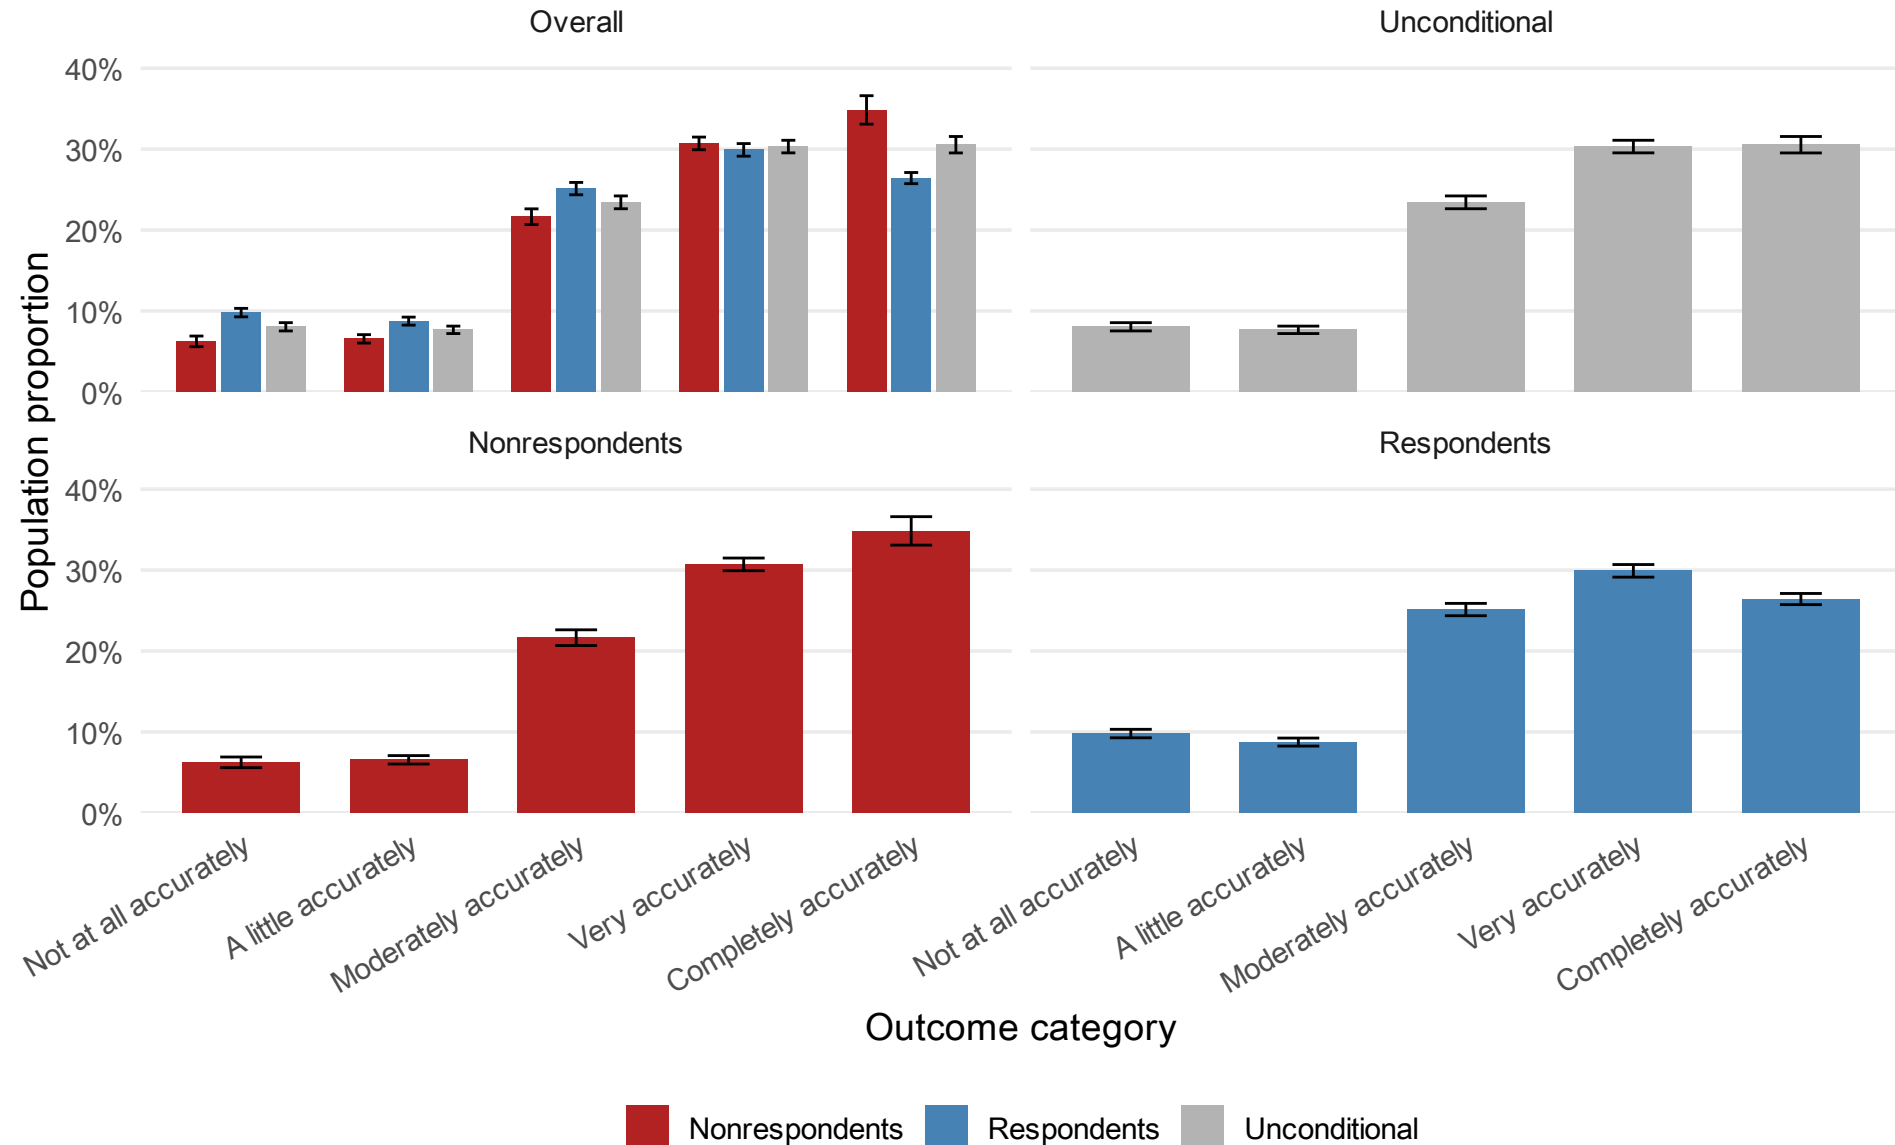 Overall
Unconditional
40%
30%
20%
10%
0%
Nonrespondents
Respondents
40%
30%
20%
10%
0%
Population proportion
Not at all accurately
A little accurately
Moderately accurately
Very accurately
Completely accurately
Not at all accurately
A little accurately
Moderately accurately
Very accurately
Completely accurately
Outcome category
Nonrespondents Respondents Unconditional